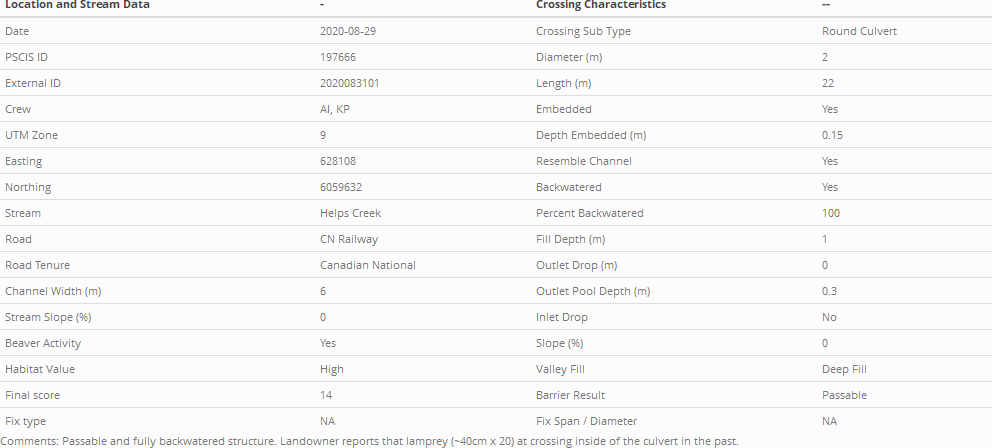 Location and Stream Data - Crossing Characteristics --
Date 2020-08-29 Crossing Sub Type Round Culvert
PSCIS ID 197666 Diameter (m) 2
External ID 2020083101 Length (m) 22
Crew AI, KP Embedded Yes
UTM Zone 9 Depth Embedded (m) 0.15
Easting 628108 Resemble Channel Yes
Northing 6059632 Backwatered Yes
Stream Helps Creek Percent Backwatered 100
Road CN Railway Fill Depth (m) 1
Road Tenure Canadian National Outlet Drop (m) 0
Channel Width (m) 6 Outlet Pool Depth (m) 0.3
Stream Slope (%) 0 Inlet Drop No
Beaver Activity Yes Slope (%) 0
Habitat Value High Valley Fill Deep Fill
Final score 14 Barrier Result Passable
Fix type NA Fix Span / Diameter NA
Comments: Passable and fully backwatered structure. Landowner reports that lamprey (~40cm x 20) at crossing inside of the culvert in the past.